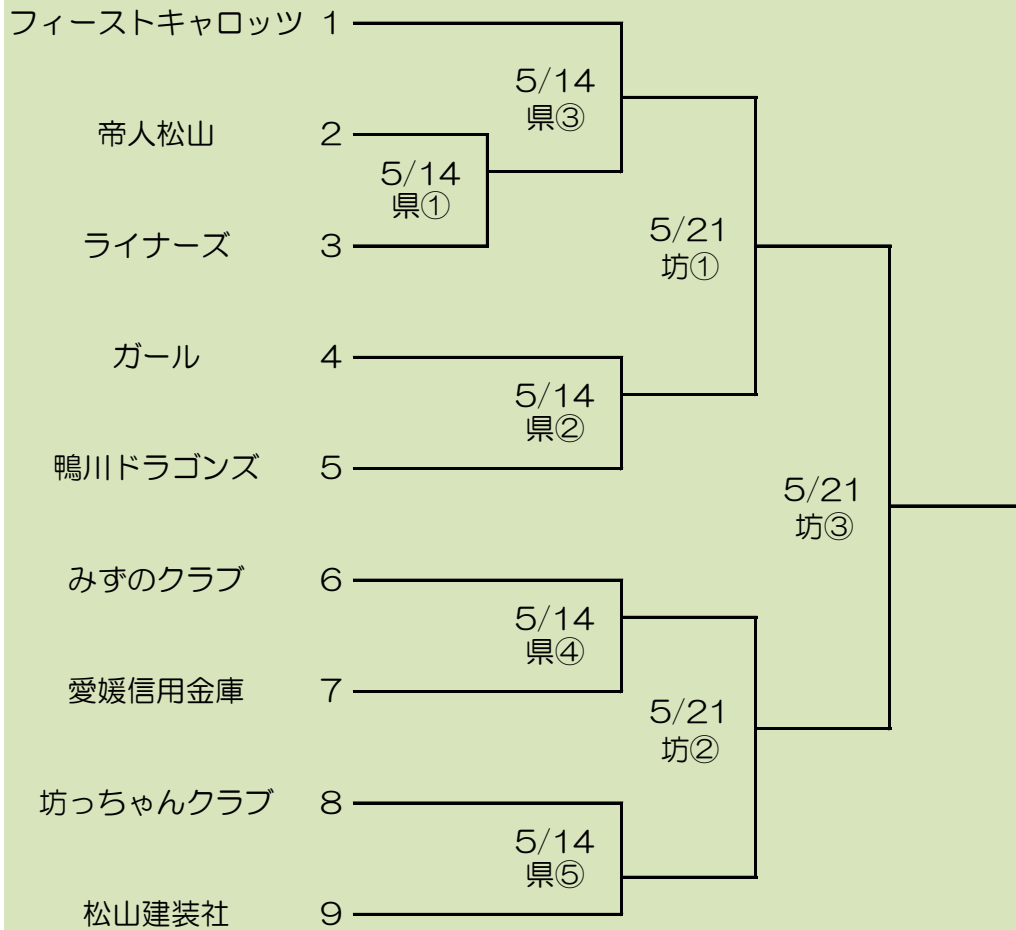 フィーストキャロッツ 1
5/14
県③
帝人松山 2
5/14
県①
ライナーズ 3
5/21
坊①
ガール 4
5/14
県②
鴨川ドラゴンズ 5
5/21
坊③
みずのクラブ 6
5/14
県④
愛媛信用金庫 7
5/21
坊②
坊っちゃんクラブ 8
5/14
県⑤
松山建装社 9